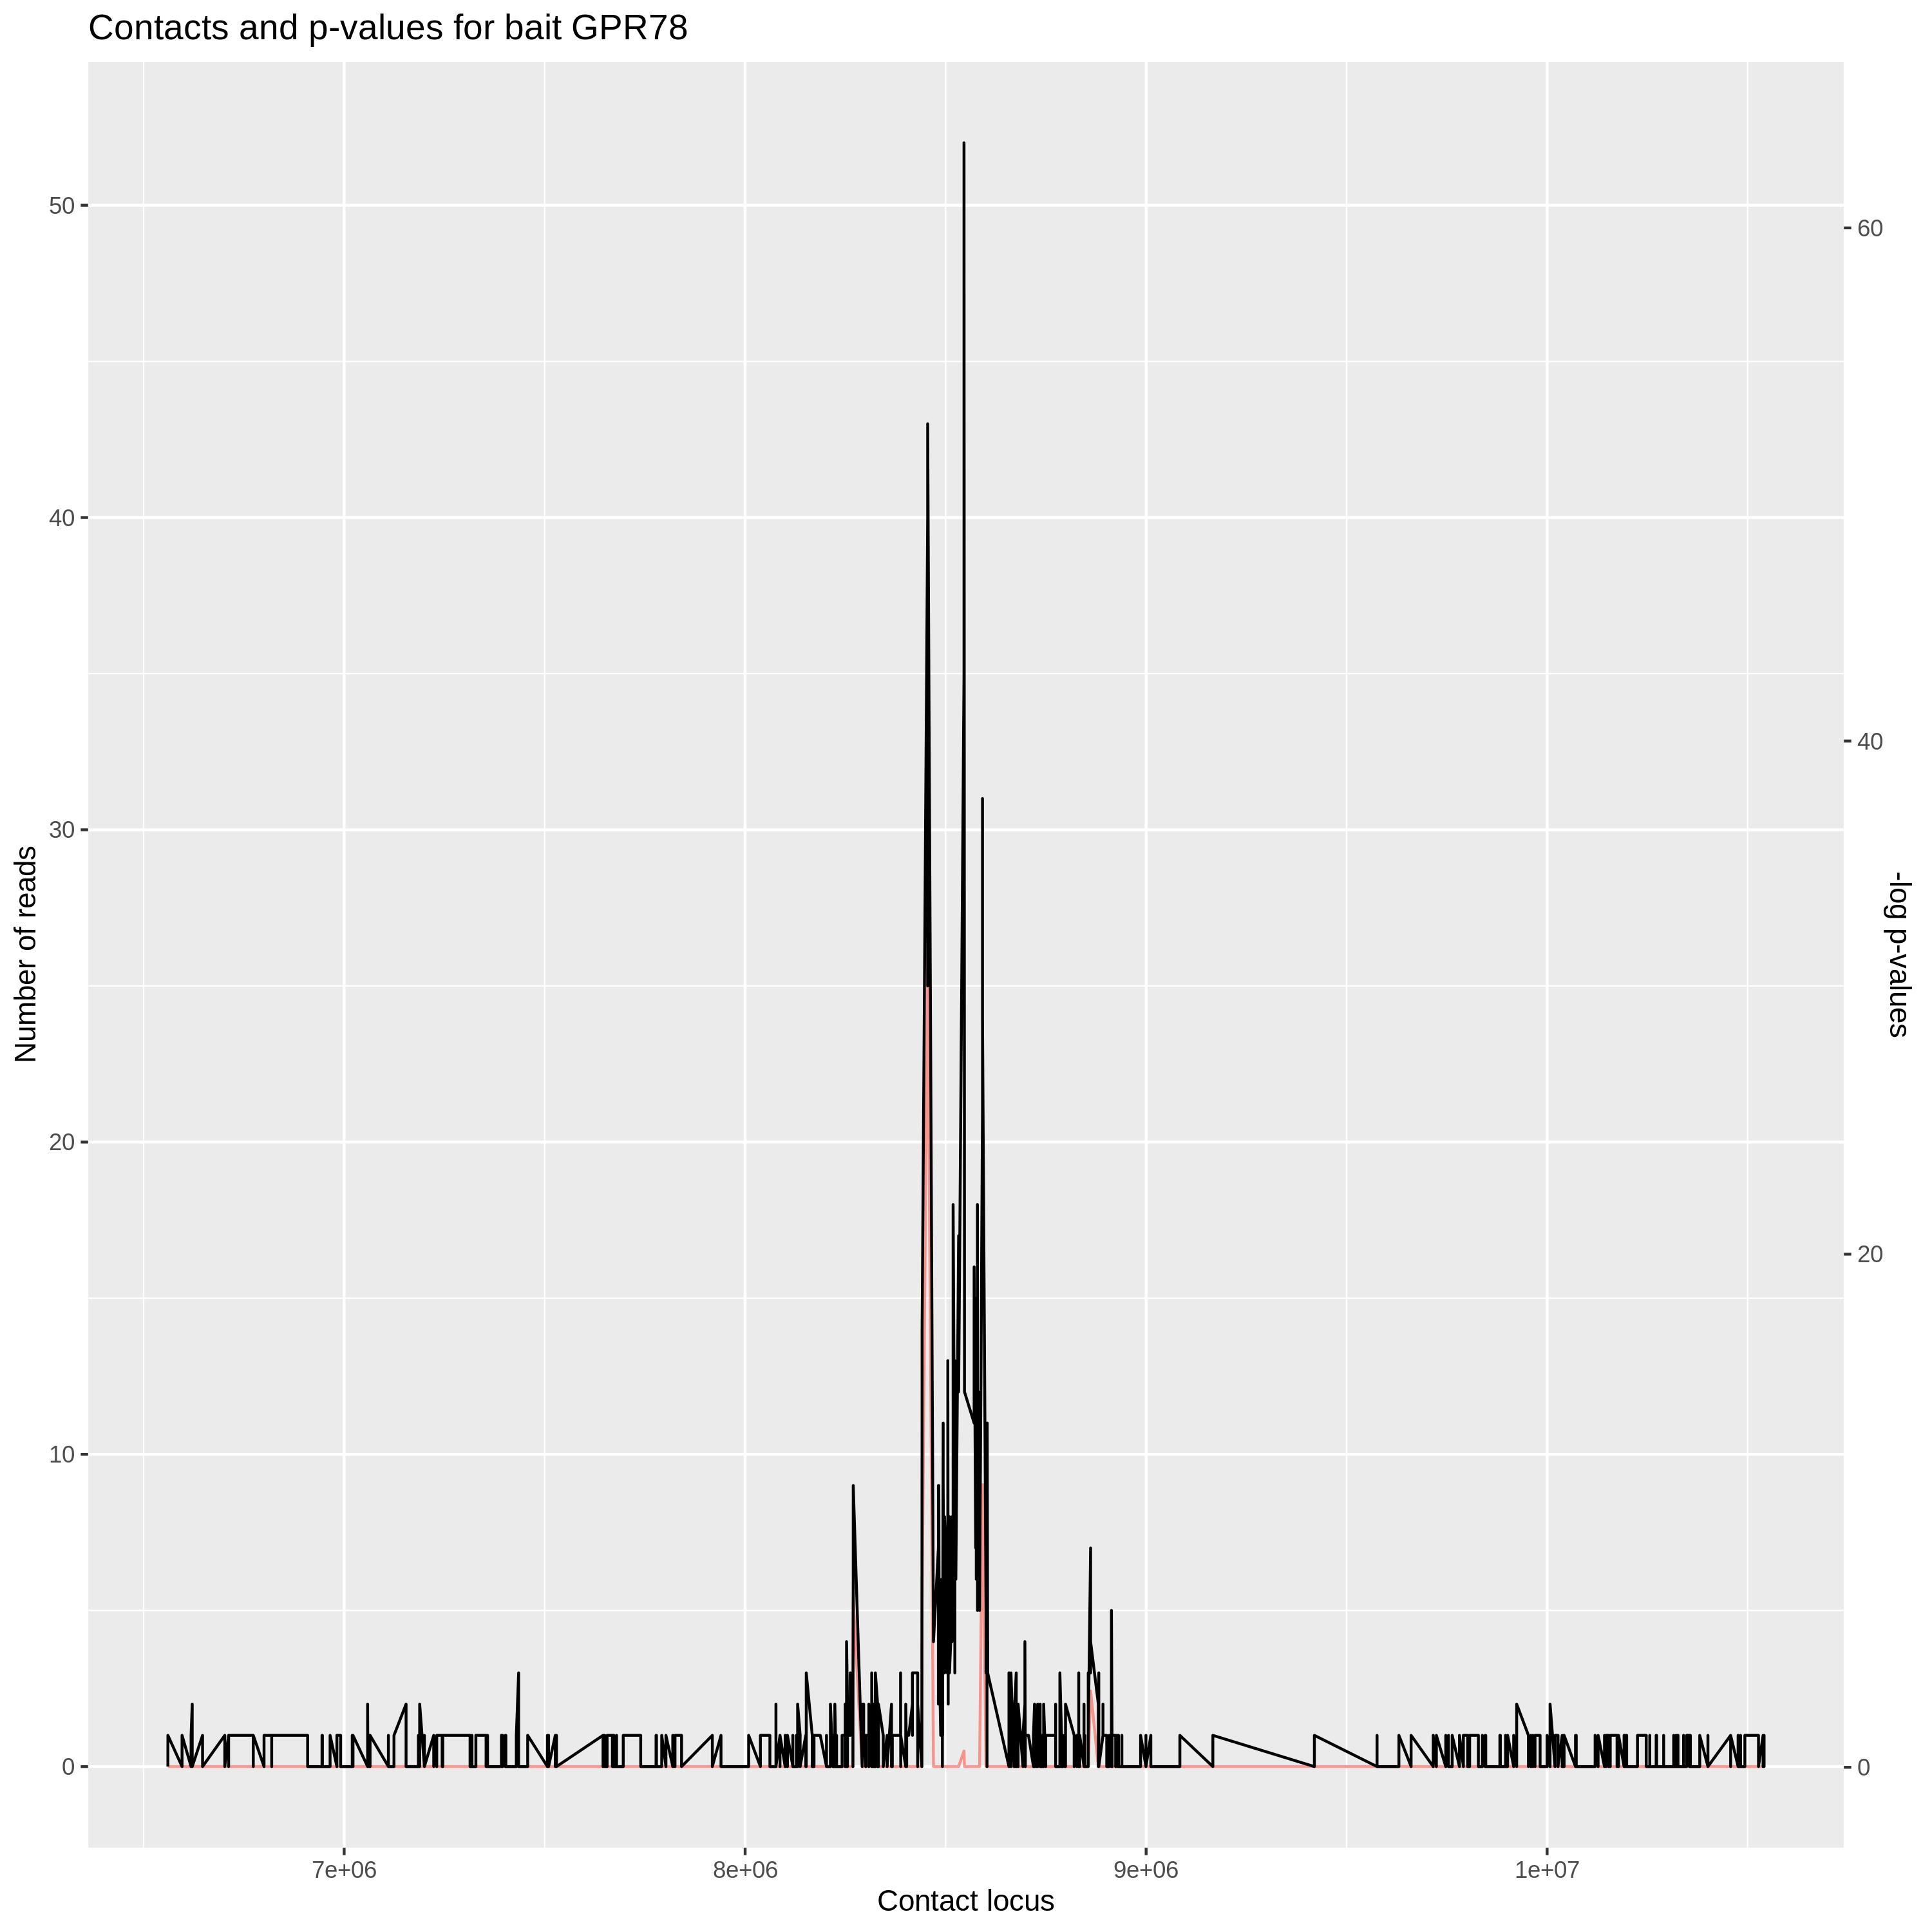 Contacts and p-values for bait GPR78
50
40
30
20
10
0
60
40
20
0
Number of reads
-log p-values
7e+06 8e+06 9e+06 1e+07
Contact locus